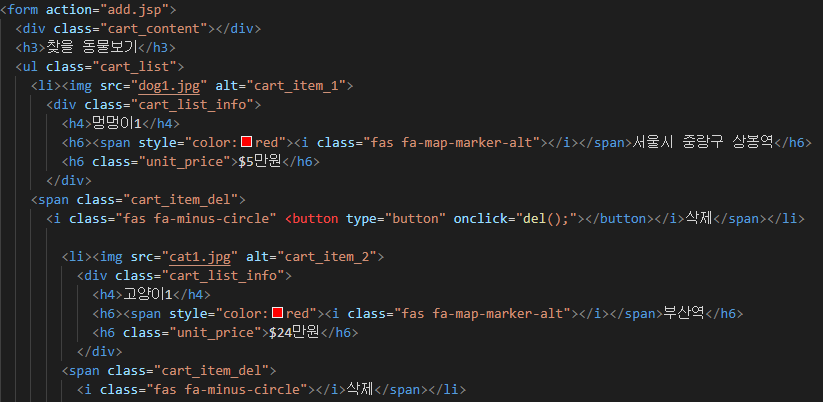 <form action="add.jsp">
<div class="cart_content"></div>
<h3>찾을 동물보기</h3>
<ul class="cart_list">
<li><img src="dog1.jpg" alt="cart_item_1">
<div class="cart_list_info">
<h4>멍멍이1</h4>
<h6><span style="color:red"><i class="fas fa-map-marker-alt"></i></span>서울시 중랑구 상봉역</h6>
<h6 class="unit_price">$5만원</h6>
</div>
<span class="cart_item_del">
<i class="fas fa-minus-circle" <button type="button" onclick="del();"></button></i>삭제</span></li>
<li><img src="cat1.jpg" alt="cart_item_2">
<div class="cart_list_info">
<h4>고양이1</h4>
<h6><span style="color:red"><i class="fas fa-map-marker-alt"></i></span>부산역</h6>
<h6 class="unit_price">$24만원</h6>
</div>
<span class="cart_item_del">
<i class="fas fa-minus-circle"></i>삭제</span></li>